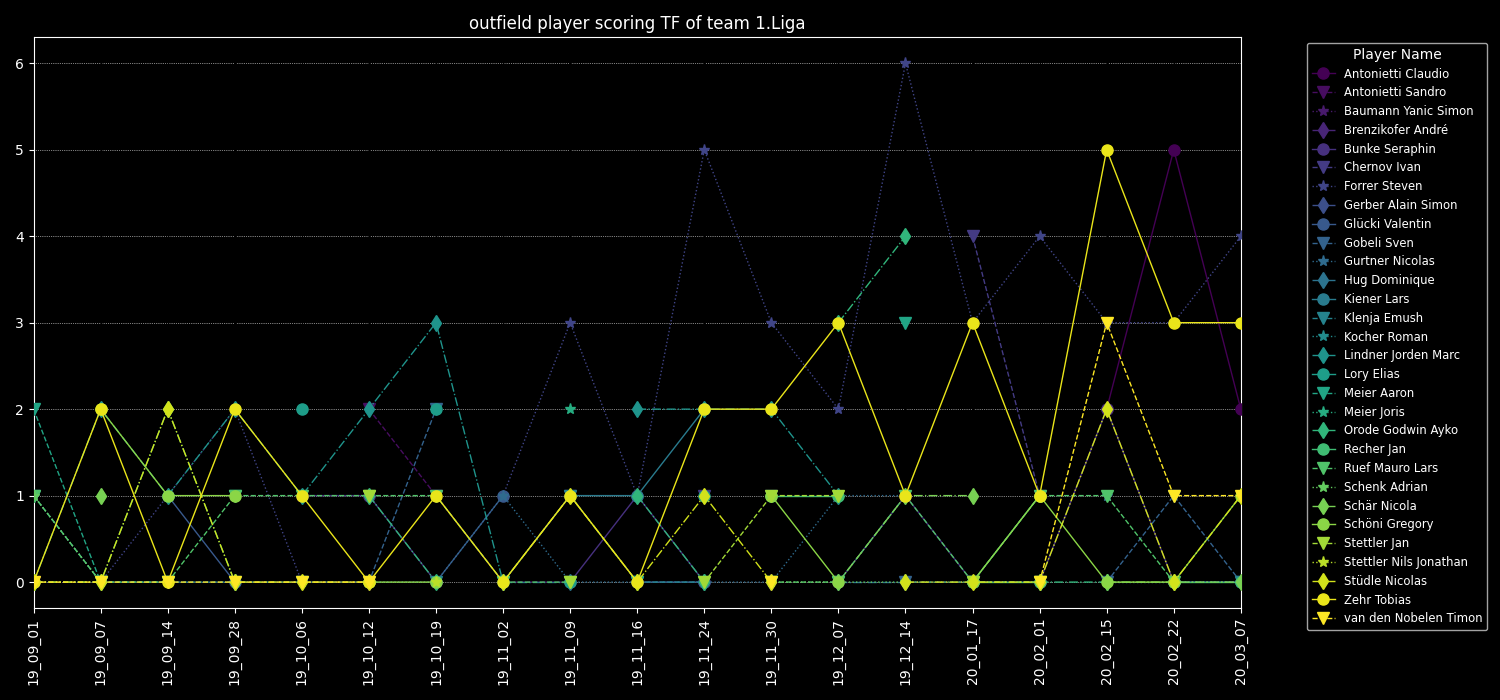 outfield player scoring TF of team 1.Liga
6
5
4
3
2
1
0
19_09_01
19_09_07
19_09_14
19_09_28
19_10_06
19_10_12
19_10_19
19_11_02
19_11_09
19_11_16
19_11_24
19_11_30
19_12_07
19_12_14
20_01_17
20_02_01
20_02_15
20_02_22
20_03_07
Player Name
Antonietti Claudio
Antonietti Sandro
Baumann Yanic Simon
Brenzikofer André
Bunke Seraphin
Chernov Ivan
Forrer Steven
Gerber Alain Simon
Glücki Valentin
Gobeli Sven
Gurtner Nicolas
Hug Dominique
Kiener Lars
Klenja Emush
Kocher Roman
Lindner Jorden Marc
Lory Elias
Meier Aaron
Meier Joris
Orode Godwin Ayko
Recher Jan
Ruef Mauro Lars
Schenk Adrian
Schär Nicola
Schöni Gregory
Stettler Jan
Stettler Nils Jonathan
Stüdle Nicolas
Zehr Tobias
van den Nobelen Timon